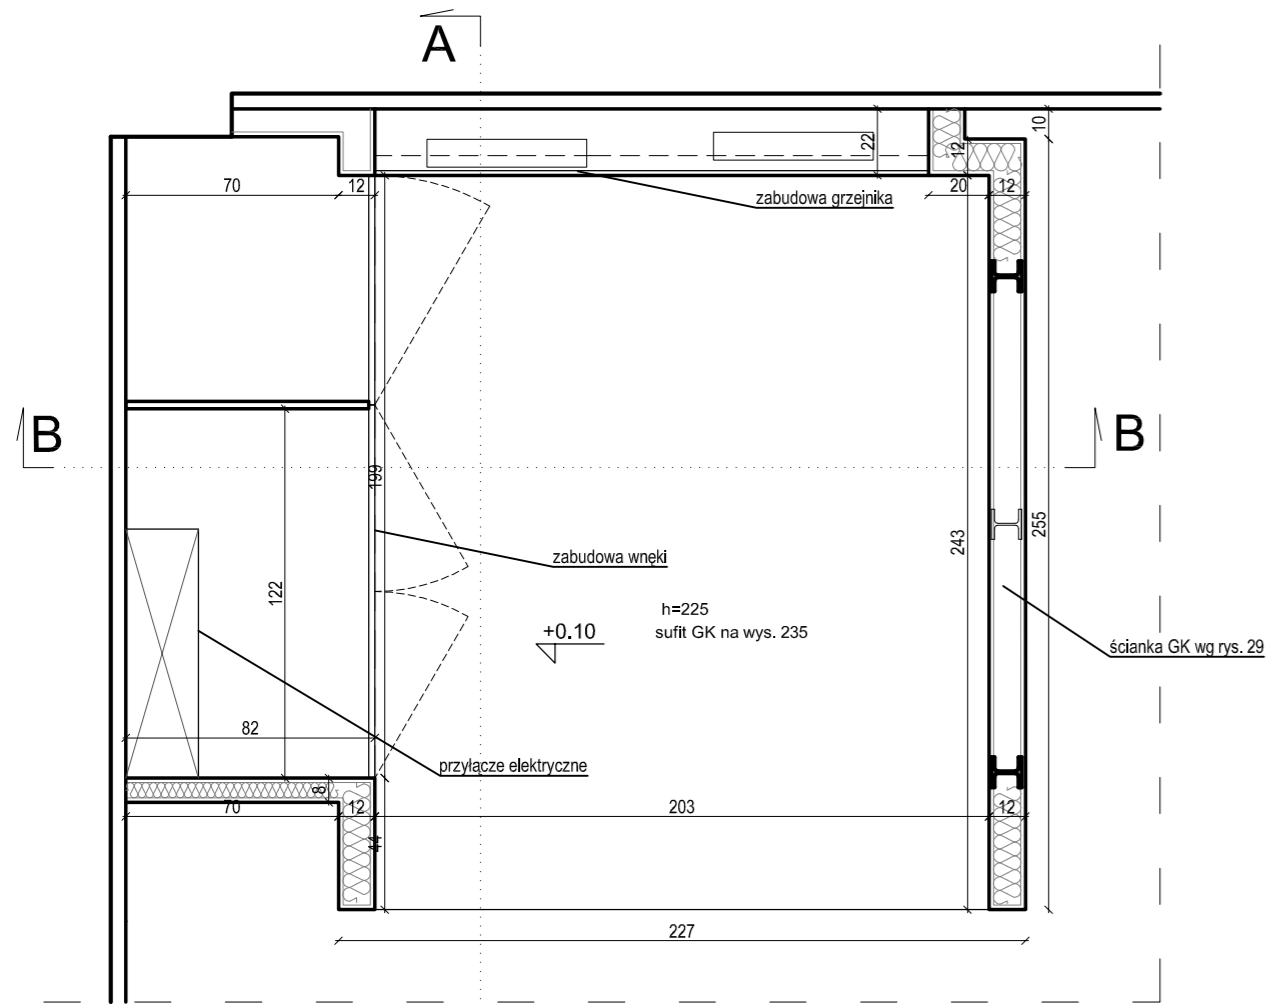 A
10
22
12
70
12
20
12
zabudowa grzejnika
B
B
199
255
243
zabudowa wnęki
122
h=225
+0.10
sufit GK na wys. 235
ścianka GK wg rys. 29
82
przyłącze elektryczne
8
70
12
203
12
44
227